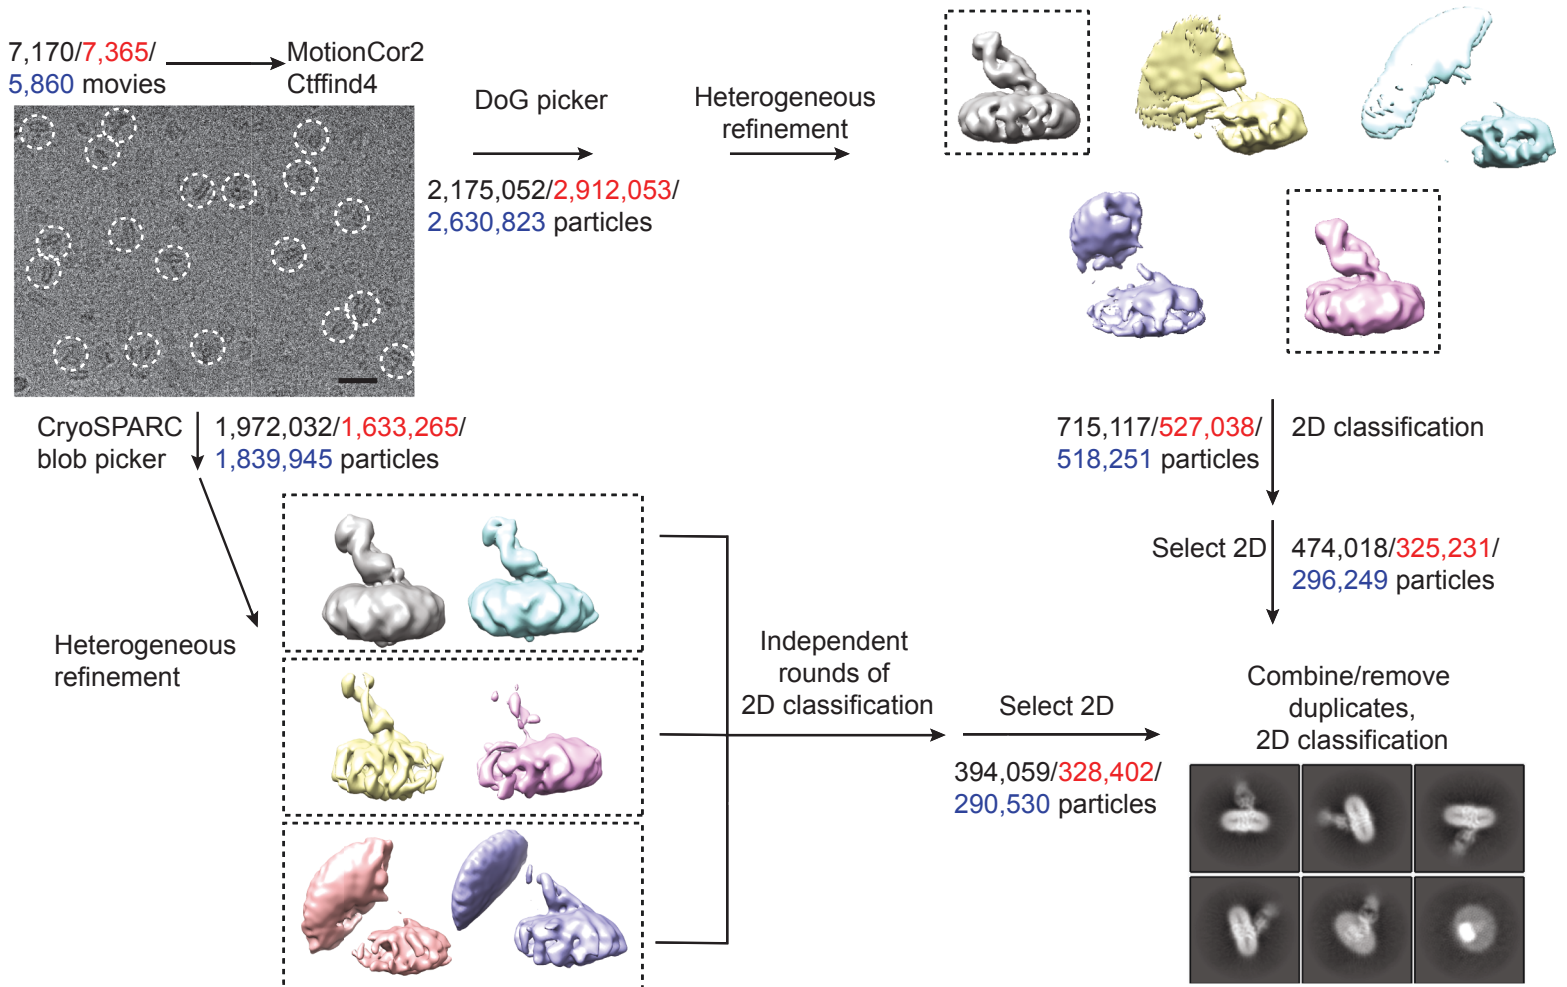 7,170/7,365/
5,860 movies
MotionCor2
Ctffind4
DoG picker
2,175,052/2,912,053/
2,630,823 particles
Heterogeneous
refinement
CryoSPARC
blob picker
1,972,032/1,633,265/
1,839,945 particles
715,117/527,038/
518,251 particles
2D classification
Select 2D
474,018/325,231/
296,249 particles
Heterogeneous
refinement
Independent
rounds of
2D classification
Select 2D
394,059/328,402/
290,530 particles
Combine/remove
duplicates,
2D classification